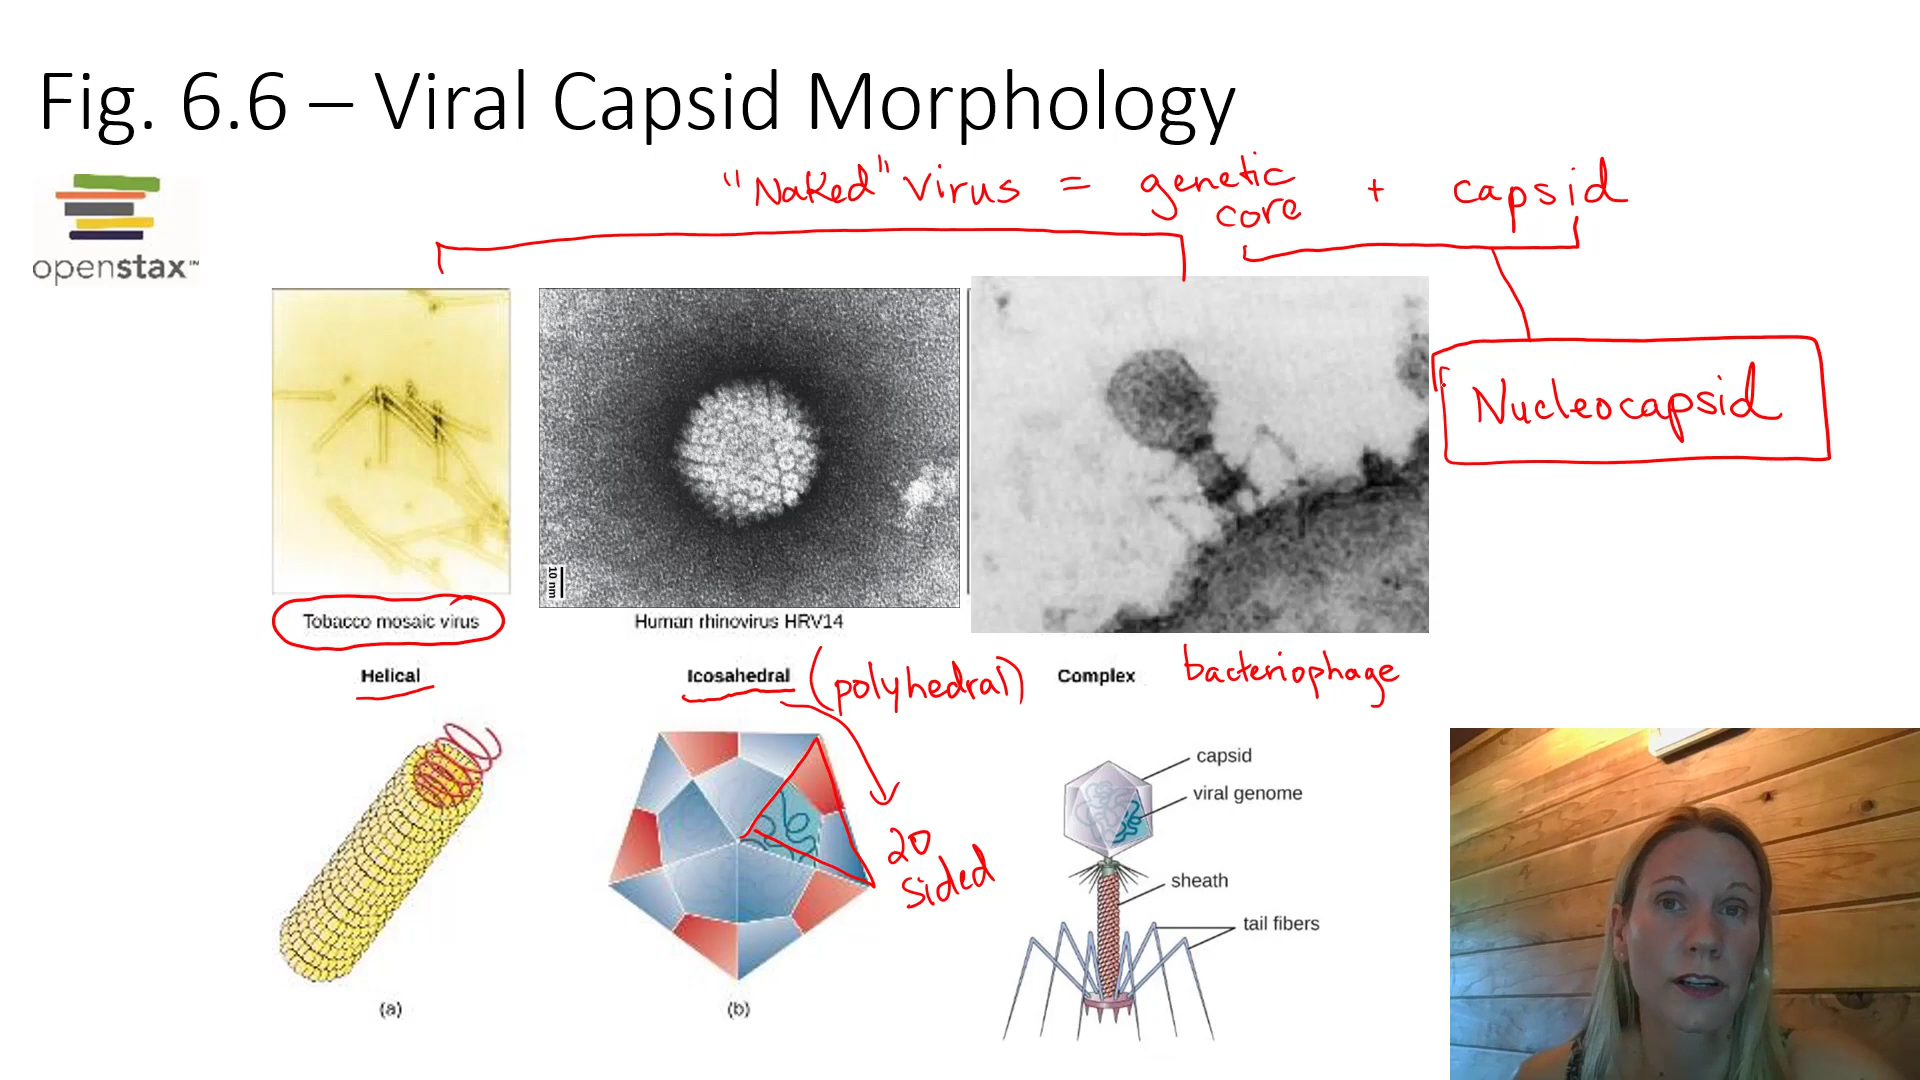 Fig. 6.6 – Viral Capsid Morphology
openstax™
"Naked" Virus = genetic core + capsid
Nucleocapsid
10 nm
Tobacco mosaic virus
Human rhinovirus HRV14
Helical
Icosahedral
(polyhedral)
Complex
bacteriophage
20
sided
capsid
viral genome
sheath
tail fibers
(a)
(b)